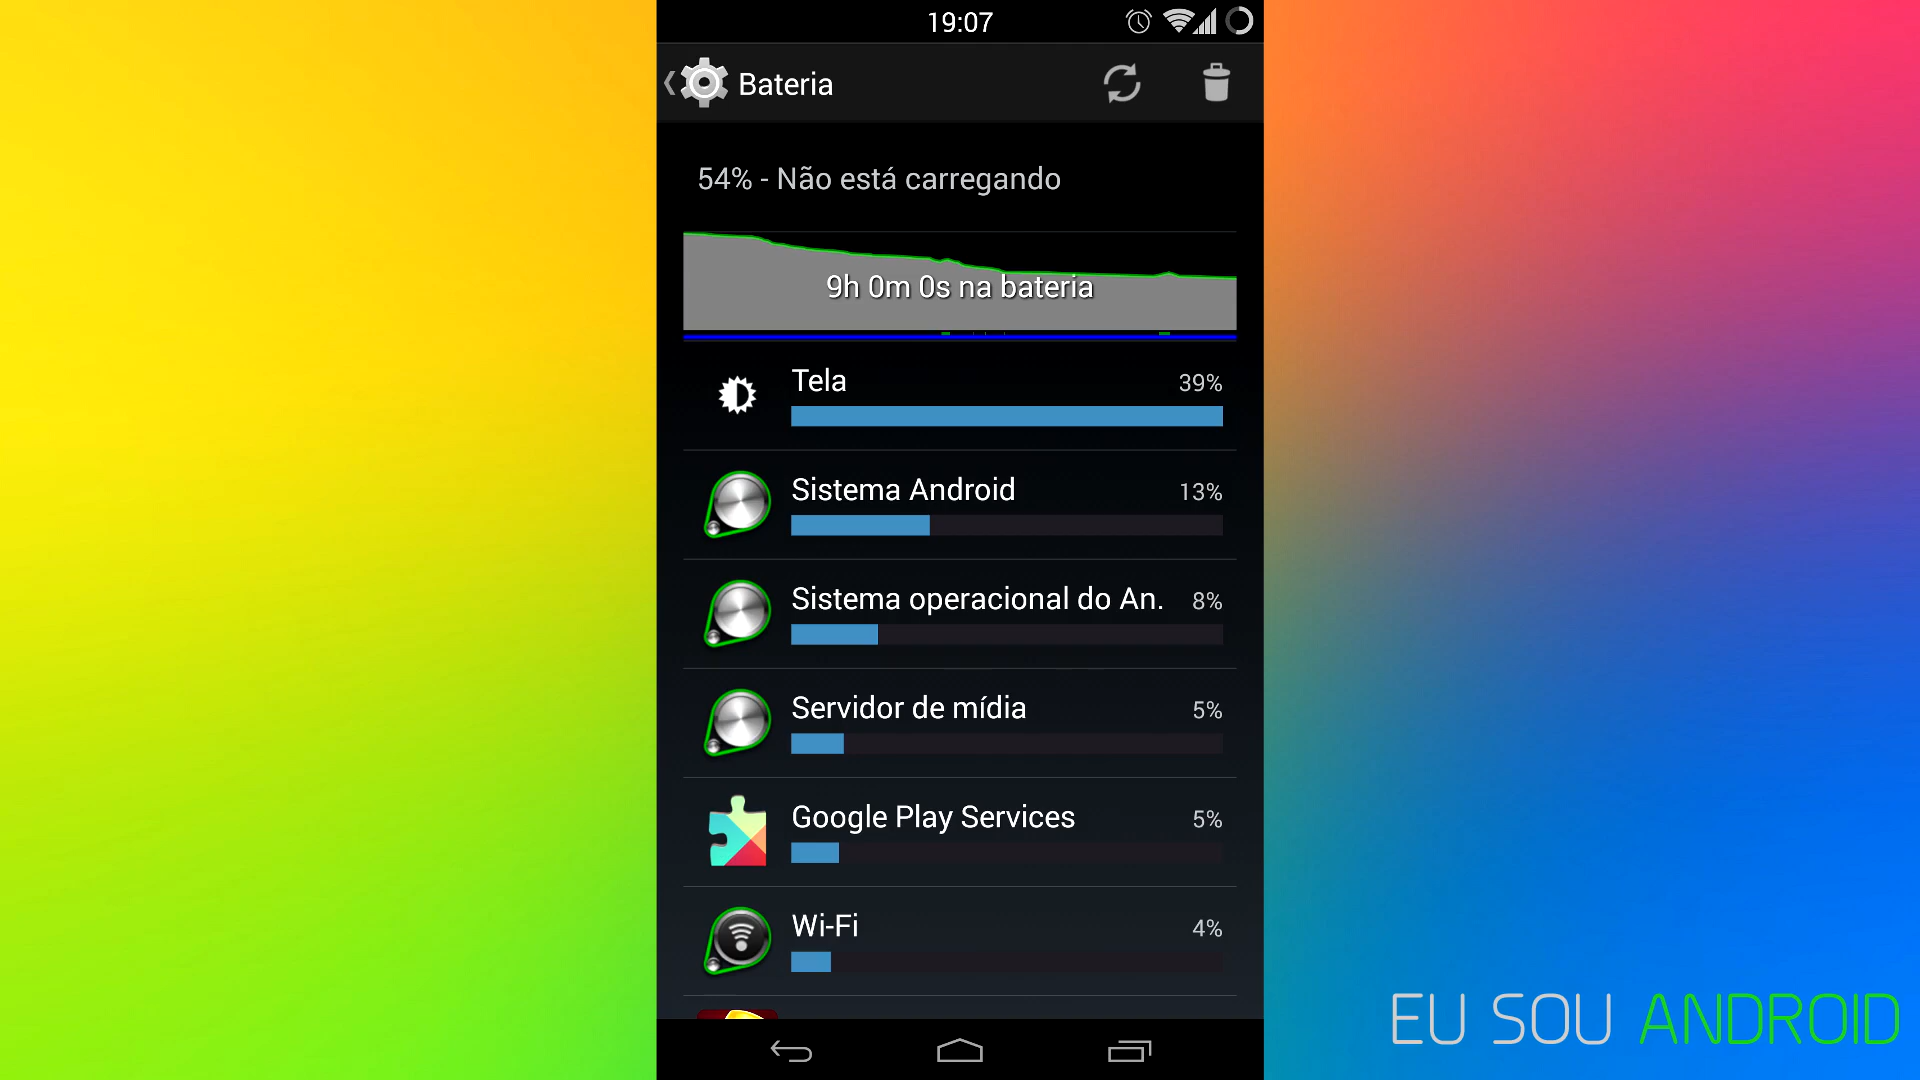 19:07
Bateria
54% - Não está carregando
9h 0m 0s na bateria
Tela 39%
Sistema Android 13%
Sistema operacional do An. 8%
Servidor de mídia 5%
Google Play Services 5%
Wi-Fi 4%
EU SOU ANDROID